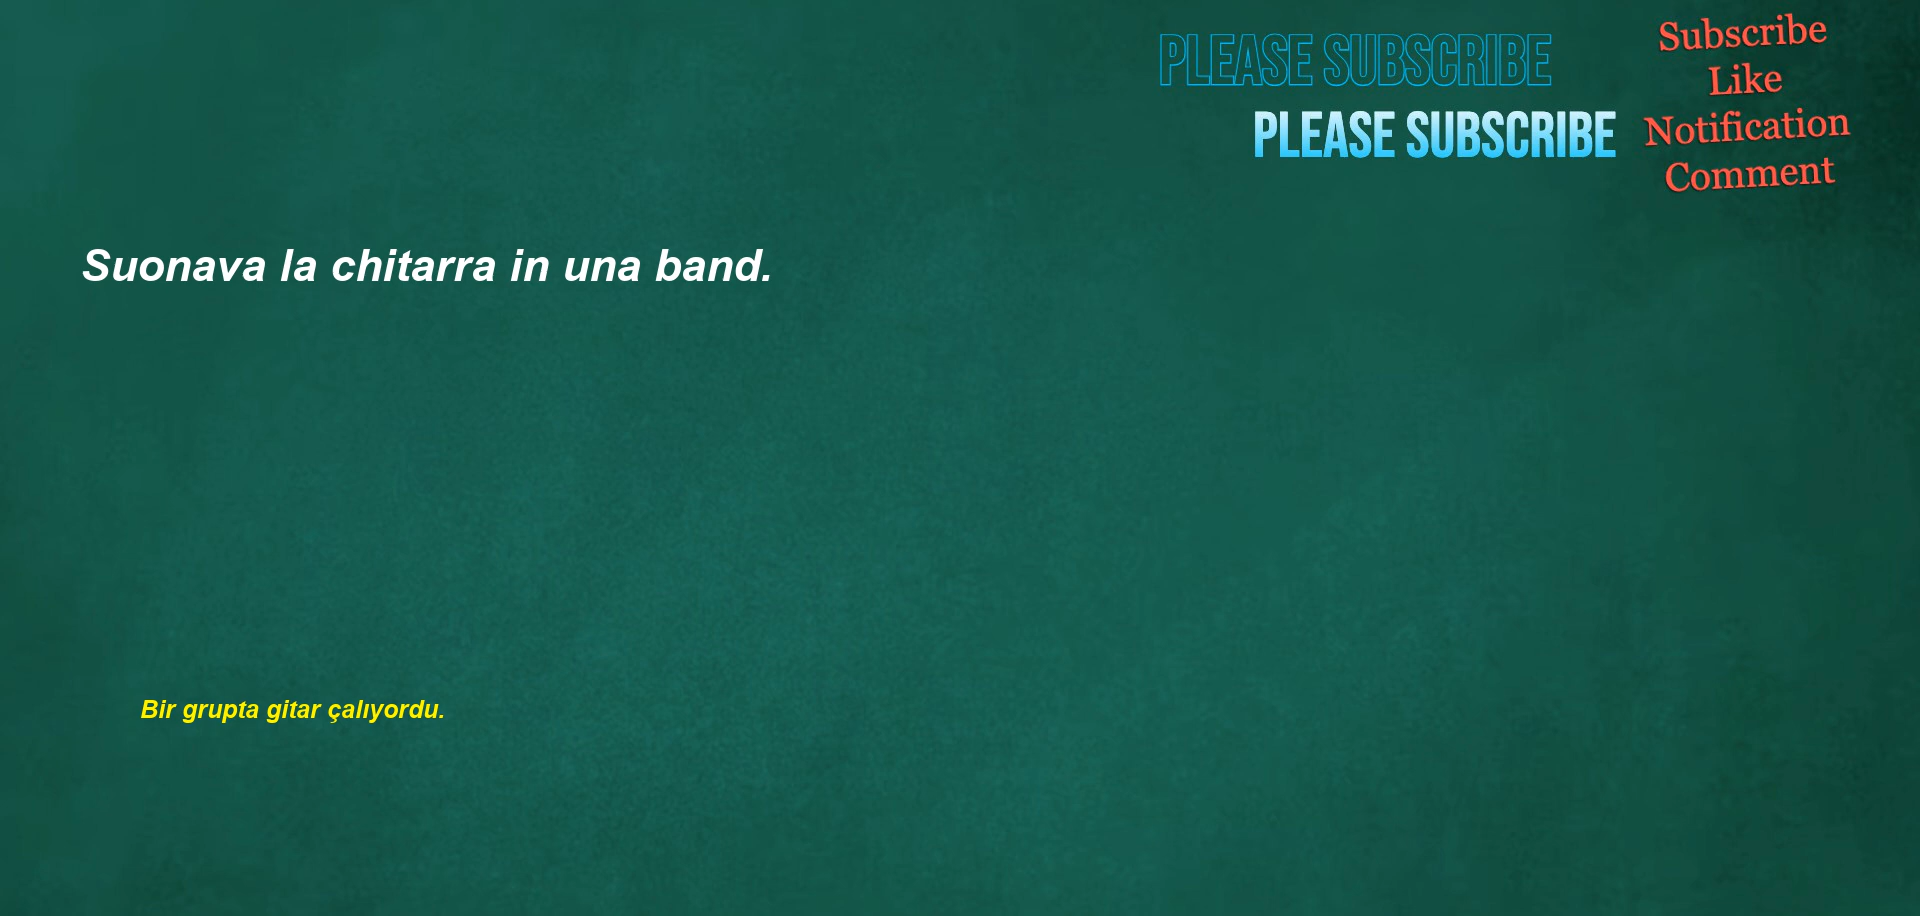 PLEASE SUBSCRIBE
PLEASE SUBSCRIBE
Subscribe
Like
Notification
Comment
Suonava la chitarra in una band.
Bir grupta gitar çalıyordu.